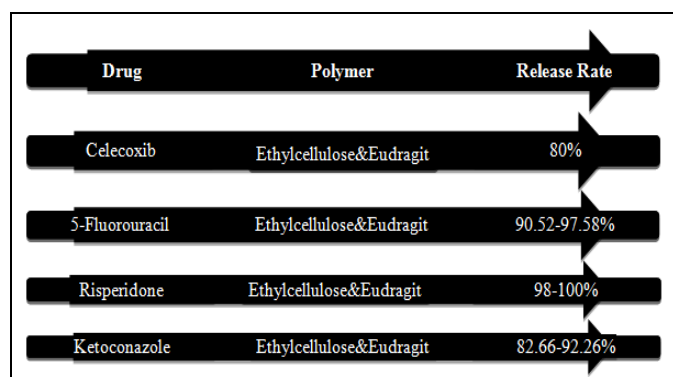 Drug Polymer Release Rate
Celecoxib Ethylcellulose&Eudragit 80%
5-Fluorouracil Ethylcellulose&Eudragit 90.52-97.58%
Risperidone Ethylcellulose&Eudragit 98-100%
Ketoconazole Ethylcellulose&Eudragit 82.66-92.26%